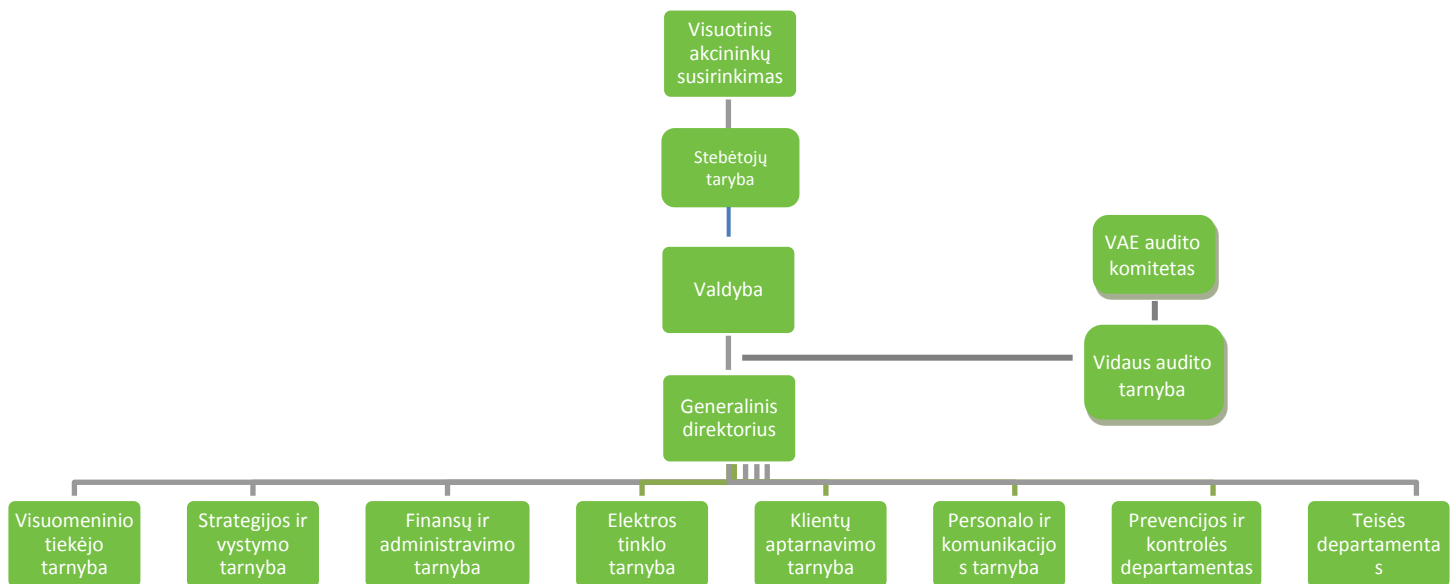 Visuotinis
akcininkų
susirinkimas
Stebėtojų
taryba
VAE audito
komitetas
Valdyba
Vidaus audito
tarnyba
Generalinis
direktorius
Visuomeninio
tiekėjo
tarnyba
Strategijos ir
vystymo
tarnyba
Finansų ir
administravimo
tarnyba
Elektros
tinklo
tarnyba
Klientų
aptarnavimo
tarnyba
Personalo ir
komunikacijo
s tarnyba
Prevencijos ir
kontrolės
departamentas
Teisės
departamenta
s